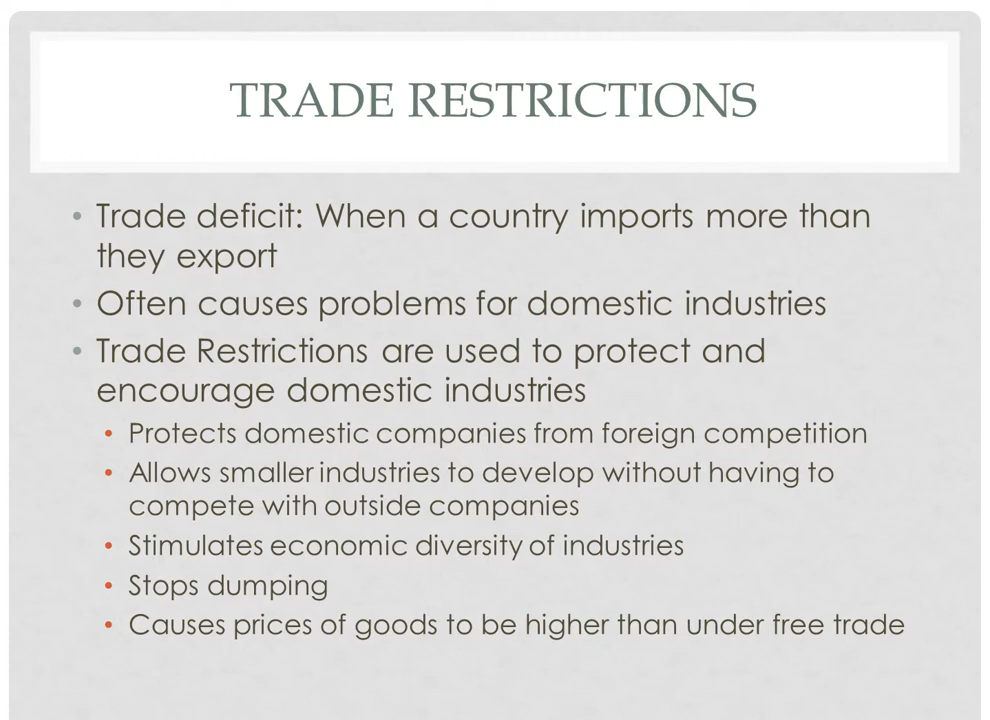 TRADE RESTRICTIONS
• Trade deficit: When a country imports more than
they export
• Often causes problems for domestic industries
• Trade Restrictions are used to protect and
encourage domestic industries
• Protects domestic companies from foreign competition
• Allows smaller industries to develop without having to
compete with outside companies
• Stimulates economic diversity of industries
• Stops dumping
• Causes prices of goods to be higher than under free trade